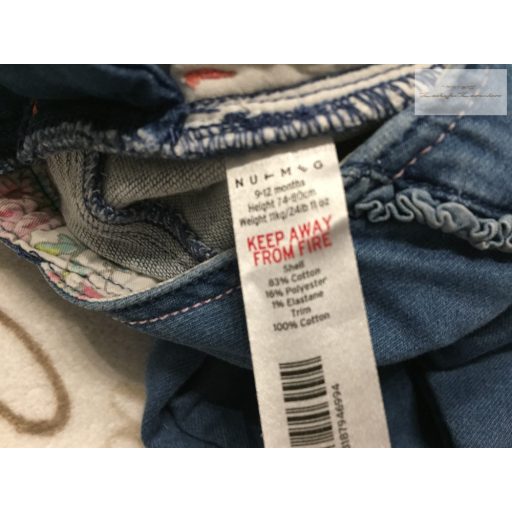 NUTMEG
9-12 months
Height 74-80cm
Weight 11kg/24lb 11 oz
KEEP AWAY
FROM FIRE
Shell
83% Cotton
16% Polyester
1% Elastane
Trim
100% Cotton